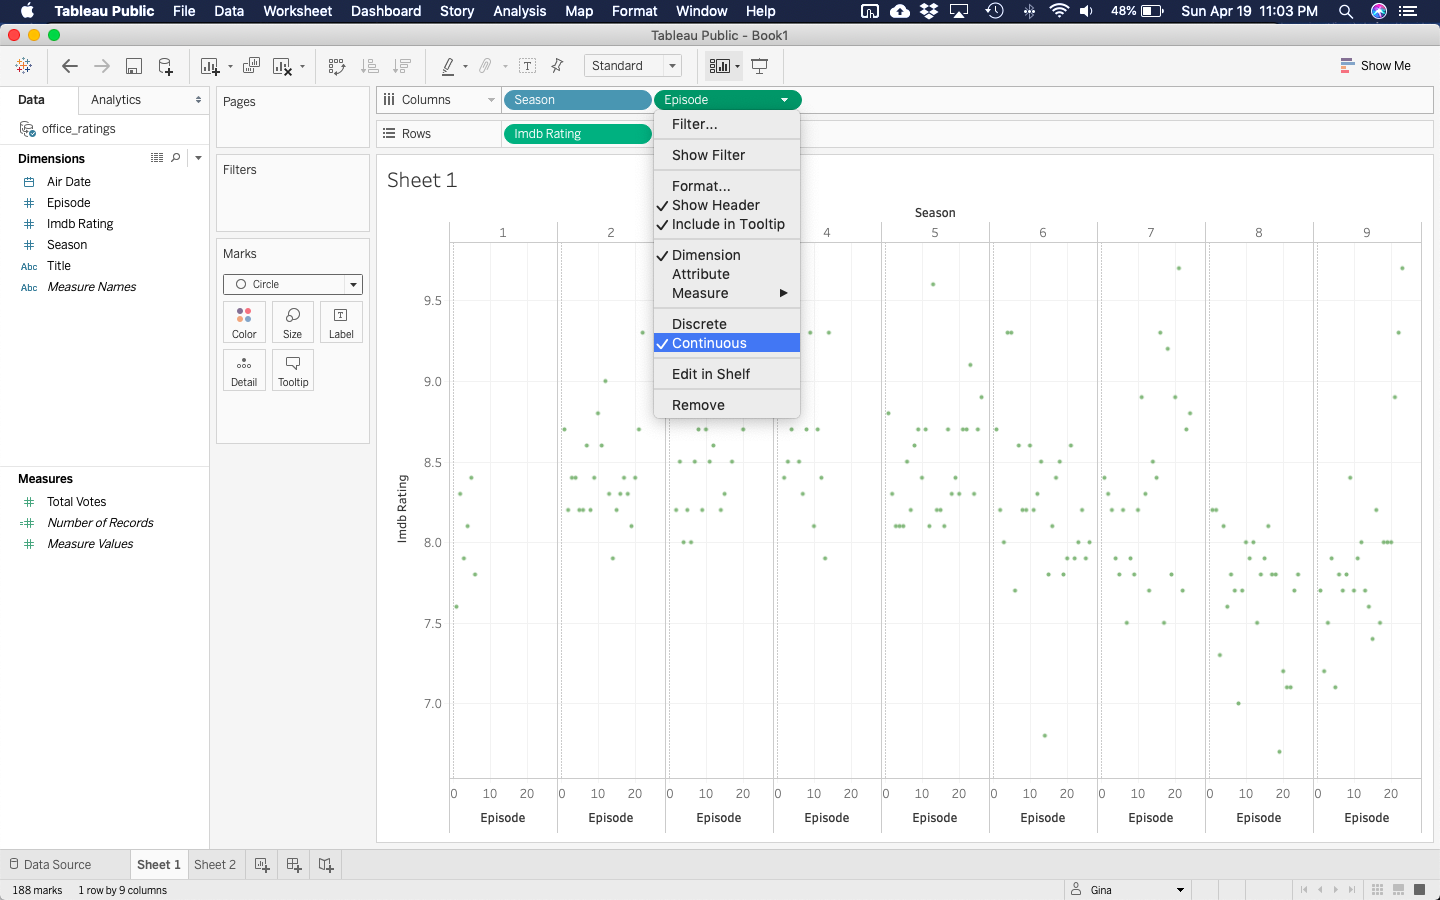 Tableau Public File Data Worksheet Dashboard Story Analysis Map Format Window Help 48% Sun Apr 19 11:03 PM
Tableau Public - Book1
Standard Show Me
Data Analytics
office_ratings
Dimensions
Air Date
Episode
Imdb Rating
Season
Abc Title
Abc Measure Names
Measures
Total Votes
Number of Records
Measure Values
Pages
Filters
Marks
Circle
Color Size Label
Detail Tooltip
Columns Season Episode
Rows Imdb Rating
Filter...
Show Filter
Format...
Show Header
Include in Tooltip
Dimension
Attribute
Measure
Discrete
Continuous
Edit in Shelf
Remove
Sheet 1
Season
1 2 4 5 6 7 8 9
Imdb Rating
9.5
9.0
8.5
8.0
7.5
7.0
0 10 20 0 10 20 0 10 20 0 10 20 0 10 20 0 10 20 0 10 20 0 10 20 0 10 20
Episode Episode Episode Episode Episode Episode Episode Episode Episode
Data Source Sheet 1 Sheet 2
188 marks 1 row by 9 columns Gina